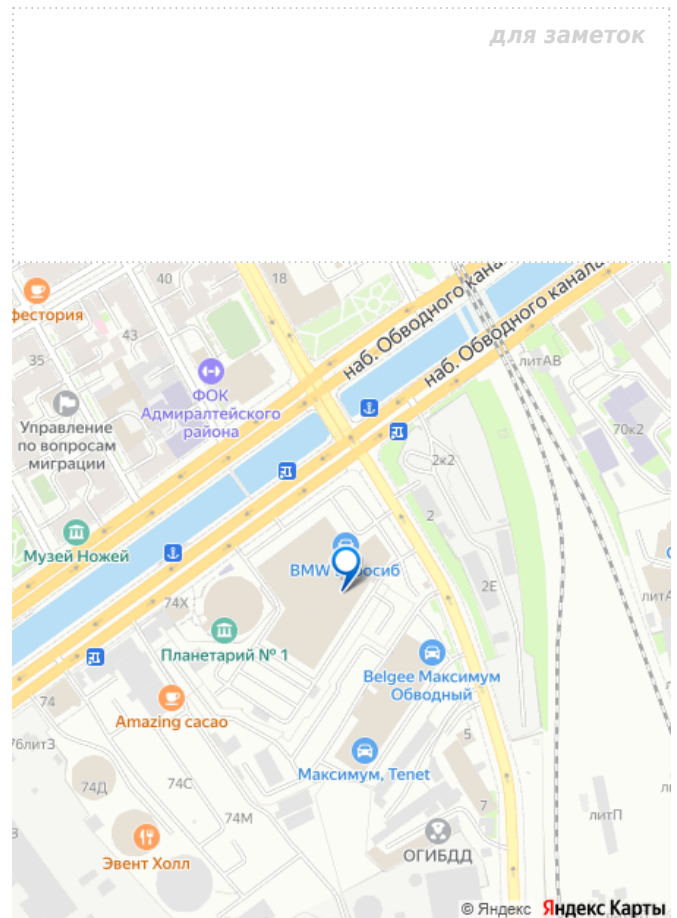 для заметок
40
18
фестория
43
наб. Обводного кана
наб. Обводного канала
35
ФОК
Адмиралтейского
района
литАВ
Управление
по вопросам
миграции
70к2
2к2
2
Музей Ножей
BMW
осиб
2Е
74Х
литА
Планетарий № 1
Belgee Максимум
Обводный
74
Amazing cacao
5
76литЗ
Максимум, Tenet
74Д
74С
74М
7
литП
Эвент Холл
ОГИБДД
© Яндекс Яндекс Карты